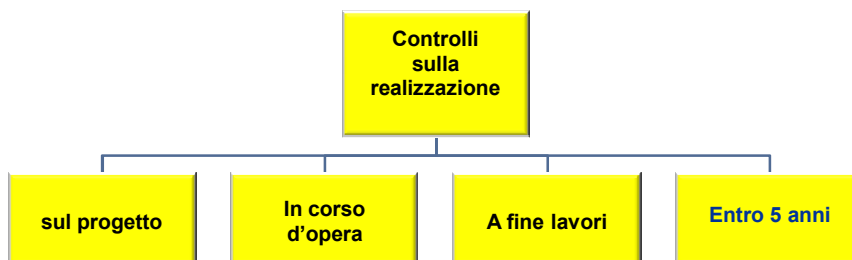 Controlli
sulla
realizzazione
sul progetto
In corso
d'opera
A fine lavori
Entro 5 anni